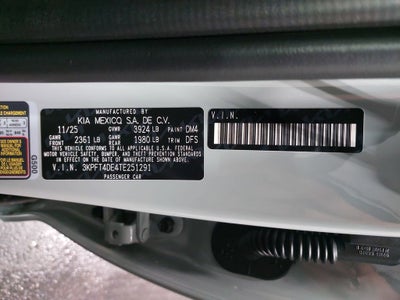 MANUFACTURED BY
KIA MEXICO, S.A. DE C.V.
11/25 GVWR 3924 LB PAINT DM4
GAWR FRONT 2361 LB GAWR REAR 1980 LB TRIM DFS
THIS VEHICLE CONFORMS TO ALL APPLICABLE U.S.A. FEDERAL
MOTOR VEHICLE SAFETY, BUMPER, AND THEFT PREVENTION STANDARDS
IN EFFECT ON THE DATE OF MANUFACTURE SHOWN ABOVE.
V.I.N. 3KPFT4DE4TE251291
PASSENGER CAR
V.I.N.
G500